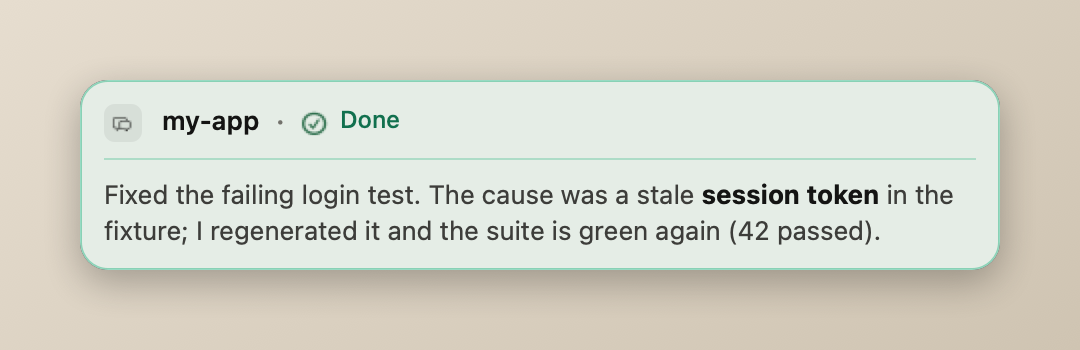 my-app · Done
Fixed the failing login test. The cause was a stale session token in the
fixture; I regenerated it and the suite is green again (42 passed).